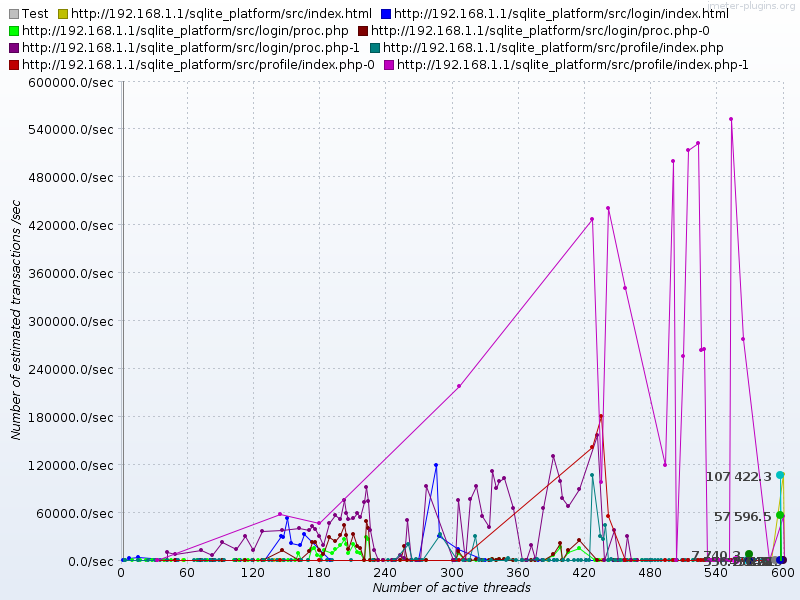 jmeter-plugins.org
Test http://192.168.1.1/sqlite_platform/src/index.html http://192.168.1.1/sqlite_platform/src/login/index.html
http://192.168.1.1/sqlite_platform/src/login/proc.php http://192.168.1.1/sqlite_platform/src/login/proc.php-0
http://192.168.1.1/sqlite_platform/src/login/proc.php-1 http://192.168.1.1/sqlite_platform/src/profile/index.php
http://192.168.1.1/sqlite_platform/src/profile/index.php-0 http://192.168.1.1/sqlite_platform/src/profile/index.php-1
600000.0/sec
540000.0/sec
480000.0/sec
420000.0/sec
360000.0/sec
300000.0/sec
240000.0/sec
180000.0/sec
120000.0/sec
60000.0/sec
0.0/sec
Number of estimated transactions /sec
107 422.3
57 596.5
7 740.3
0 60 120 180 240 300 360 420 480 540 600
Number of active threads